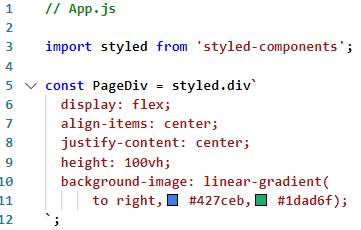 1 // App.js
2
3 import styled from 'styled-components';
4
5 const PageDiv = styled.div`
6 display: flex;
7 align-items: center;
8 justify-content: center;
9 height: 100vh;
10 background-image: linear-gradient(
11 to right, #427ceb, #1dad6f);
12 `;